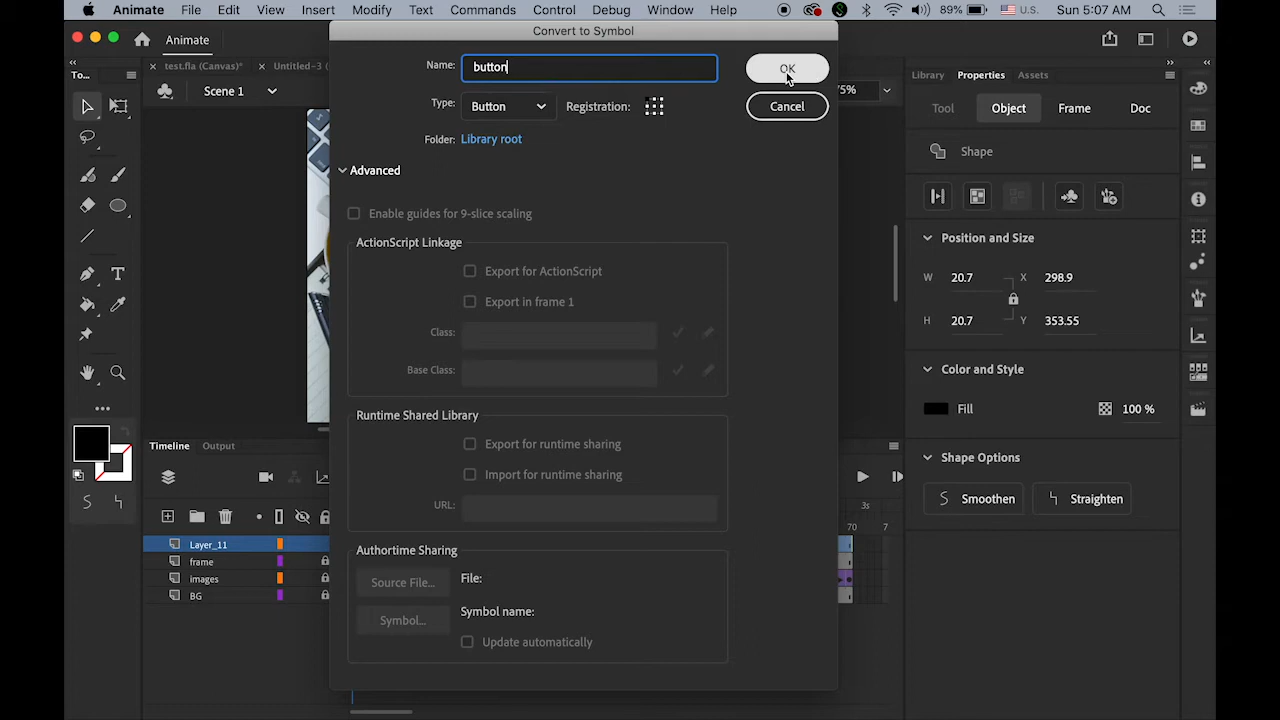 Animate File Edit View Insert Modify Text Commands Control Debug Window Help 89% U.S. Sun 5:07 AM
Convert to Symbol
Animate
Name: button OK
Type: Button Registration: Cancel
Folder: Library root
Advanced
Enable guides for 9-slice scaling
ActionScript Linkage
Export for ActionScript
Export in frame 1
Class:
Base Class:
Runtime Shared Library
Export for runtime sharing
Import for runtime sharing
URL:
Authortime Sharing
Source File... File:
Symbol... Symbol name:
Update automatically
To...
test.fla (Canvas)* Untitled-3
Scene 1
75%
Timeline Output
3s
70 7
Layer_11
frame
images
BG
Library Properties Assets
Tool Object Frame Doc
Shape
Position and Size
W 20.7 X 298.9
H 20.7 Y 353.55
Color and Style
Fill 100 %
Shape Options
Smoothen Straighten